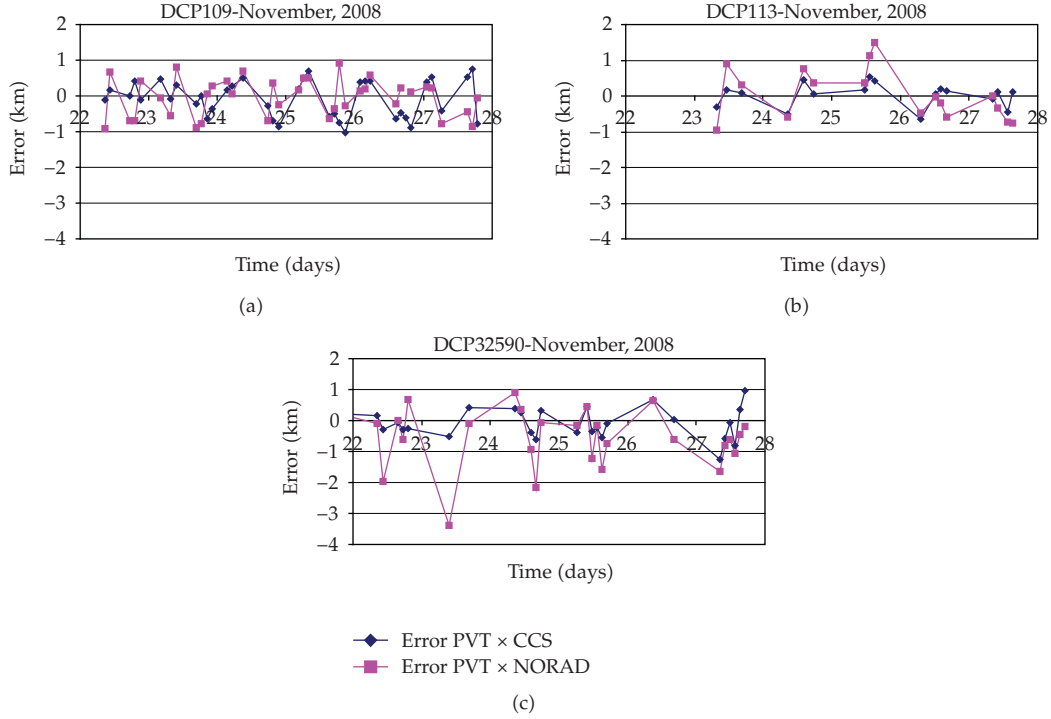 DCP109-November, 2008
2
1
0
−1
−2
−3
−4
Error (km)
22 23 24 25 26 27 28
Time (days)
(a)
DCP113-November, 2008
2
1
0
−1
−2
−3
−4
Error (km)
22 23 24 25 26 27 28
Time (days)
(b)
DCP32590-November, 2008
2
1
0
−1
−2
−3
−4
Error (km)
22 23 24 25 26 27 28
Time (days)
Error PVT × CCS
Error PVT × NORAD
(c)